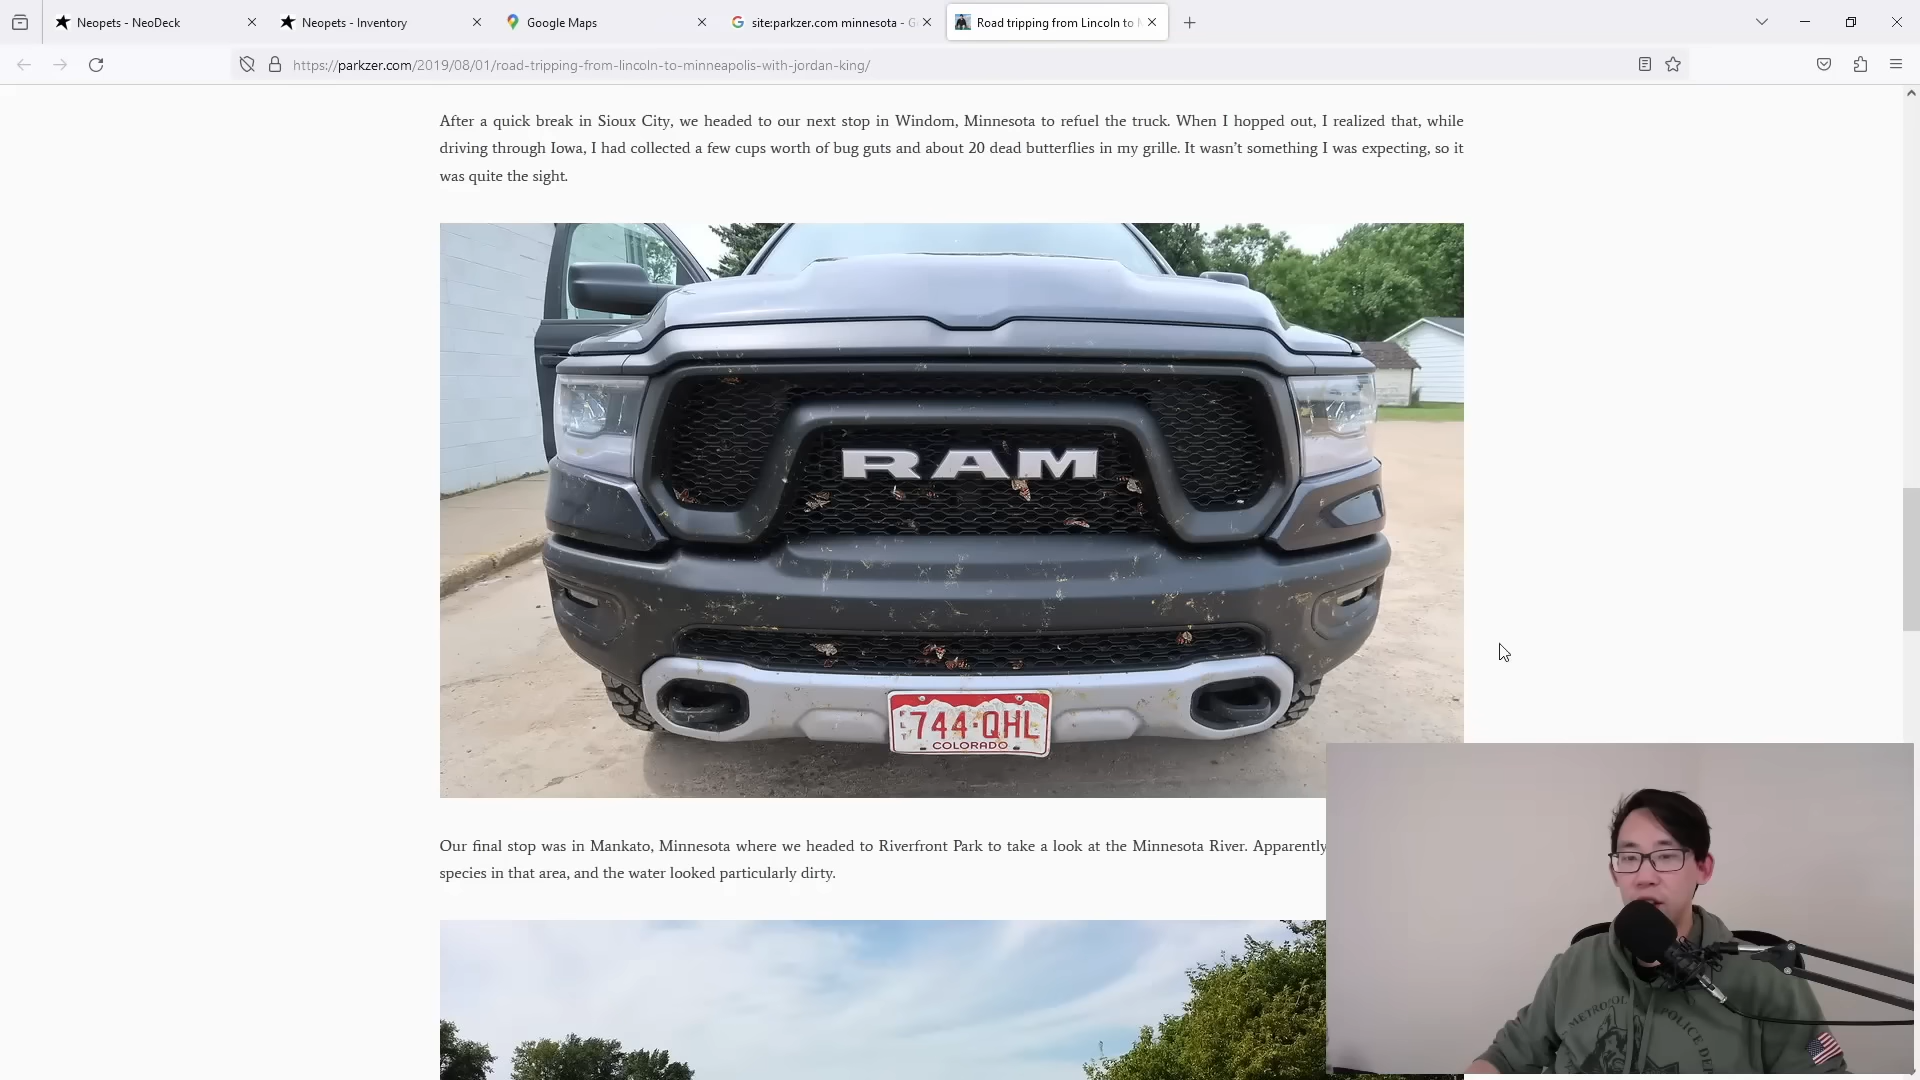 Neopets - NeoDeck
Neopets - Inventory
Google Maps
site:parkzer.com minnesota - G
Road tripping from Lincoln to M
https://parkzer.com/2019/08/01/road-tripping-from-lincoln-to-minneapolis-with-jordan-king/
After a quick break in Sioux City, we headed to our next stop in Windom, Minnesota to refuel the truck. When I hopped out, I realized that, while
driving through Iowa, I had collected a few cups worth of bug guts and about 20 dead butterflies in my grille. It wasn’t something I was expecting, so it
was quite the sight.
RAM
744·QHL
COLORADO
Our final stop was in Mankato, Minnesota where we headed to Riverfront Park to take a look at the Minnesota River. Apparently
species in that area, and the water looked particularly dirty.
METROPOL
POLICE DE